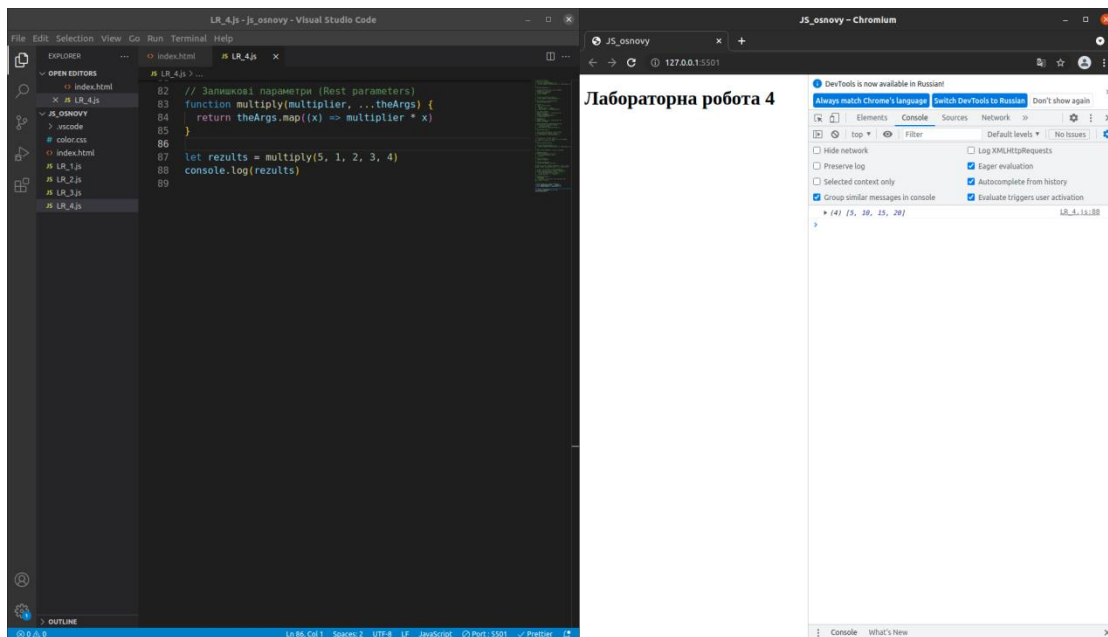 LR_4.js - js_osnovy - Visual Studio Code
File Edit Selection View Go Run Terminal Help
EXPLORER
OPEN EDITORS
index.html
JS LR_4.js
JS_OSNOVY
.vscode
# color.css
index.html
JS LR_1.js
JS LR_2.js
JS LR_3.js
JS LR_4.js
OUTLINE
index.html
JS LR_4.js
JS LR_4.js > ...
82 // Залишкові параметри (Rest parameters)
83 function multiply(multiplier, ...theArgs) {
84 return theArgs.map((x) => multiplier * x)
85 }
86
87 let rezults = multiply(5, 1, 2, 3, 4)
88 console.log(rezults)
89
0 0
Ln 86, Col 1 Spaces: 2 UTF-8 LF JavaScript Port : 5501 Prettier
JS_osnovy – Chromium
JS_osnovy
127.0.0.1:5501
Лабораторна робота 4
DevTools is now available in Russian!
Always match Chrome's language Switch DevTools to Russian Don't show again
Elements Console Sources Network
top Filter Default levels No Issues
Hide network Log XMLHttpRequests
Preserve log Eager evaluation
Selected context only Autocomplete from history
Group similar messages in console Evaluate triggers user activation
(4) [5, 10, 15, 20] LR_4.js:88
Console What's New